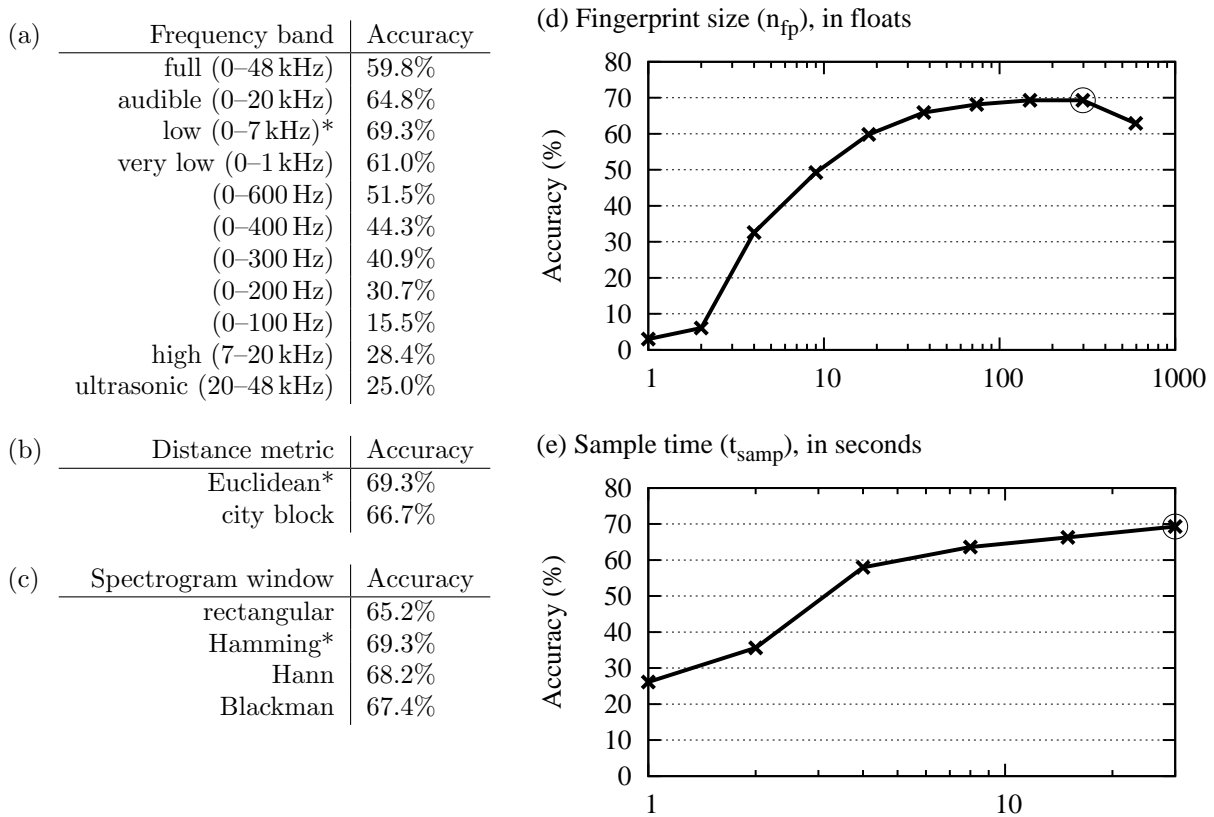 (a) Frequency band Accuracy
full (0–48 kHz) 59.8%
audible (0–20 kHz) 64.8%
low (0–7 kHz)* 69.3%
very low (0–1 kHz) 61.0%
(0–600 Hz) 51.5%
(0–400 Hz) 44.3%
(0–300 Hz) 40.9%
(0–200 Hz) 30.7%
(0–100 Hz) 15.5%
high (7–20 kHz) 28.4%
ultrasonic (20–48 kHz) 25.0%
(b) Distance metric Accuracy
Euclidean* 69.3%
city block 66.7%
(c) Spectrogram window Accuracy
rectangular 65.2%
Hamming* 69.3%
Hann 68.2%
Blackman 67.4%
(d) Fingerprint size (n_fp), in floats
Accuracy (%)
80
70
60
50
40
30
20
10
0
1 10 100 1000
(e) Sample time (t_samp), in seconds
Accuracy (%)
80
70
60
50
40
30
20
10
0
1 10